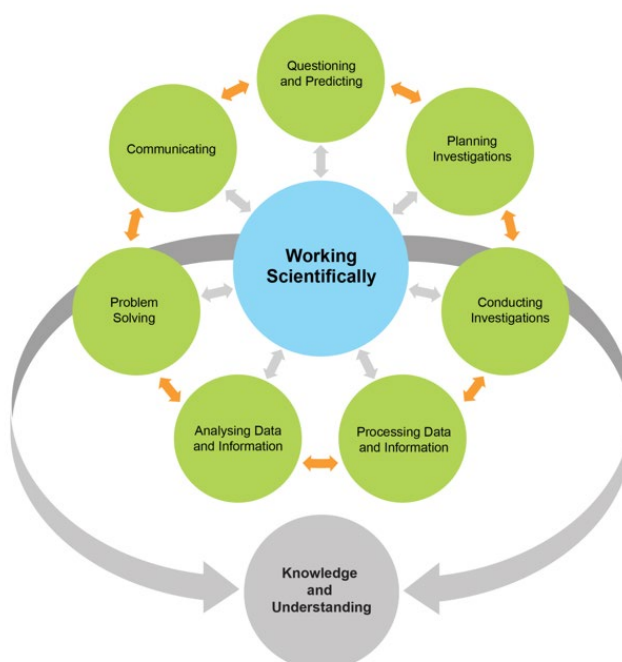 Questioning
and Predicting
Communicating
Planning
Investigations
Working
Scientifically
Problem
Solving
Conducting
Investigations
Analysing Data
and Information
Processing Data
and Information
Knowledge
and
Understanding